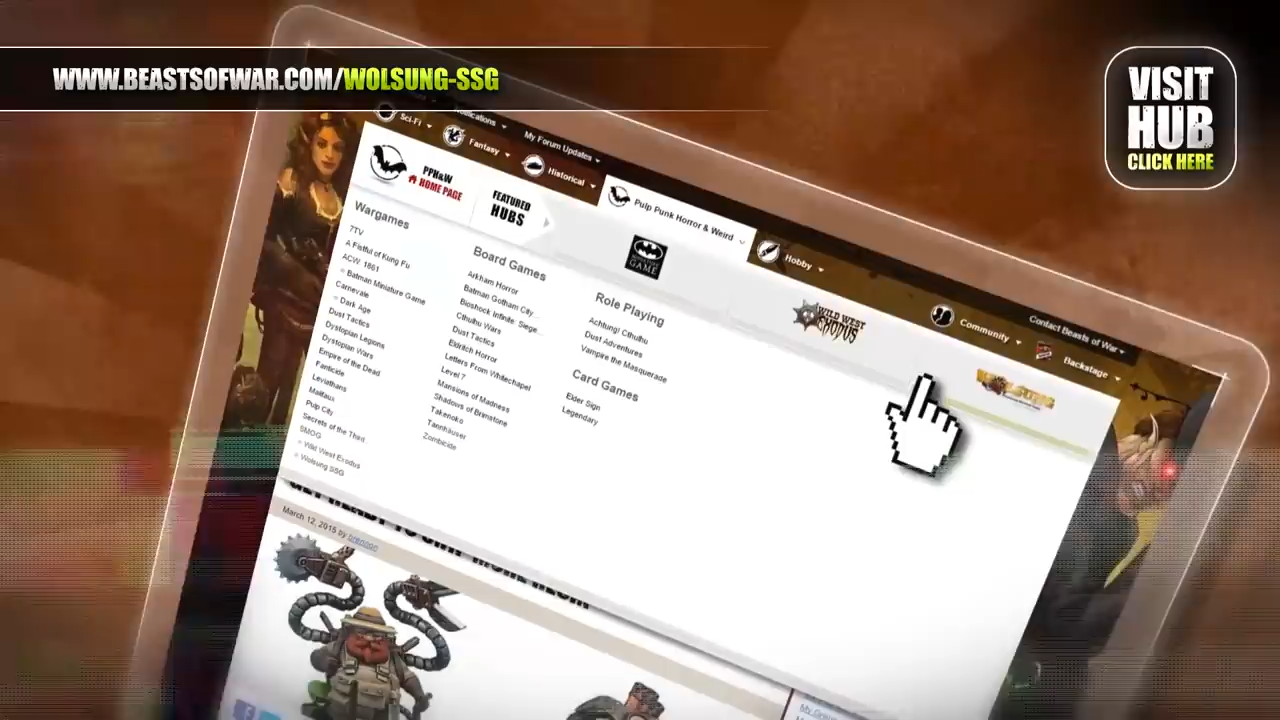 WWW.BEASTSOFWAR.COM/WOLSUNG-SSG
VISIT
HUB
CLICK HERE
My Forum Updates
Contact Beasts of War
Sci-Fi
Fantasy
Historical
Pulp Punk Horror & Weird
Hobby
Community
Backstage
PPH&W
HOME PAGE
FEATURED
HUBS
BATMAN
MINIATURE
GAME
WILD WEST
EXODUS
Wargames
7TV
A Fistful of Kung Fu
ACW: 1861
Batman Miniature Game
Carnevale
Dark Age
Dust Tactics
Dystopian Legions
Dystopian Wars
Empire of the Dead
Fanticide
Leviathans
Malifaux
Pulp City
Secrets of the Third...
SMOG
Wild West Exodus
Wolsung SSG
Board Games
Arkham Horror
Batman Gotham City...
Bioshock Infinite: Siege...
Cthulhu Wars
Dust Tactics
Eldritch Horror
Letters From Whitechapel
Level 7
Mansions of Madness
Shadows of Brimstone
Takenoko
Tannhäuser
Zombicide
Role Playing
Achtung! Cthulhu
Dust Adventures
Vampire the Masquerade
Card Games
Elder Sign
Legendary
March 12, 2015 by